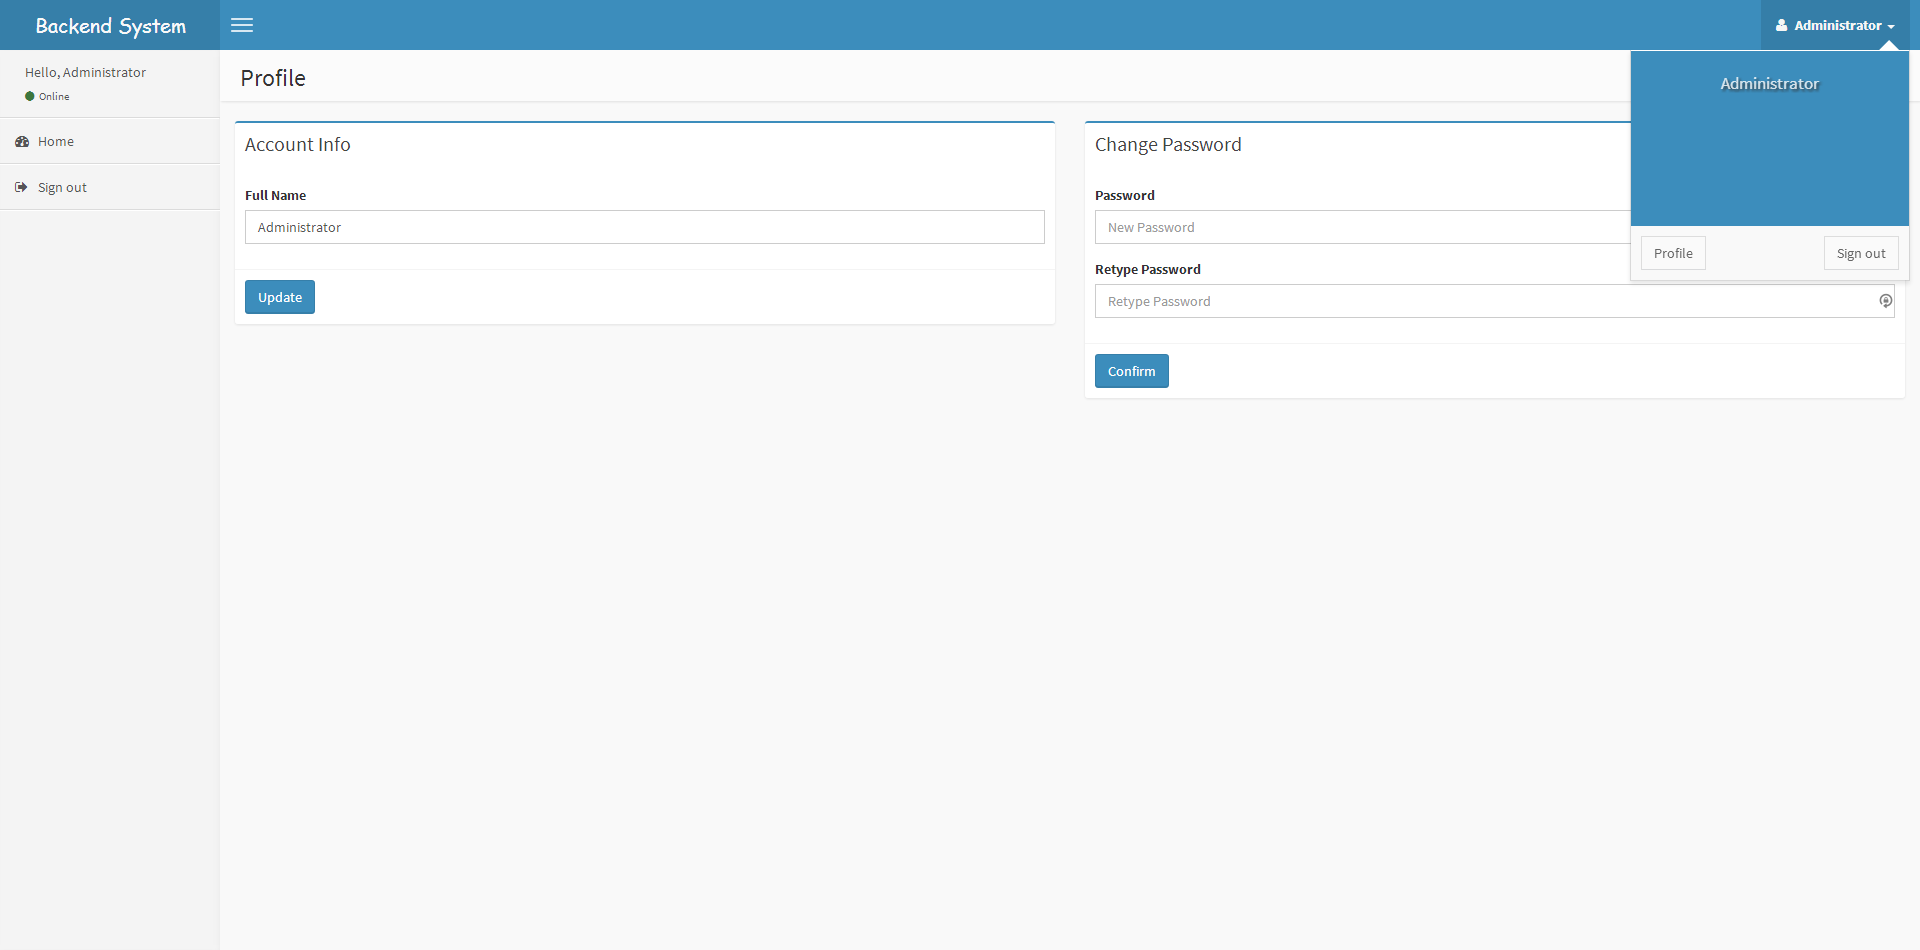 Backend System
Administrator
Hello, Administrator
Online
Home
Sign out
Profile
Administrator
Profile
Sign out
Account Info
Full Name
Administrator
Update
Change Password
Password
New Password
Retype Password
Retype Password
Confirm